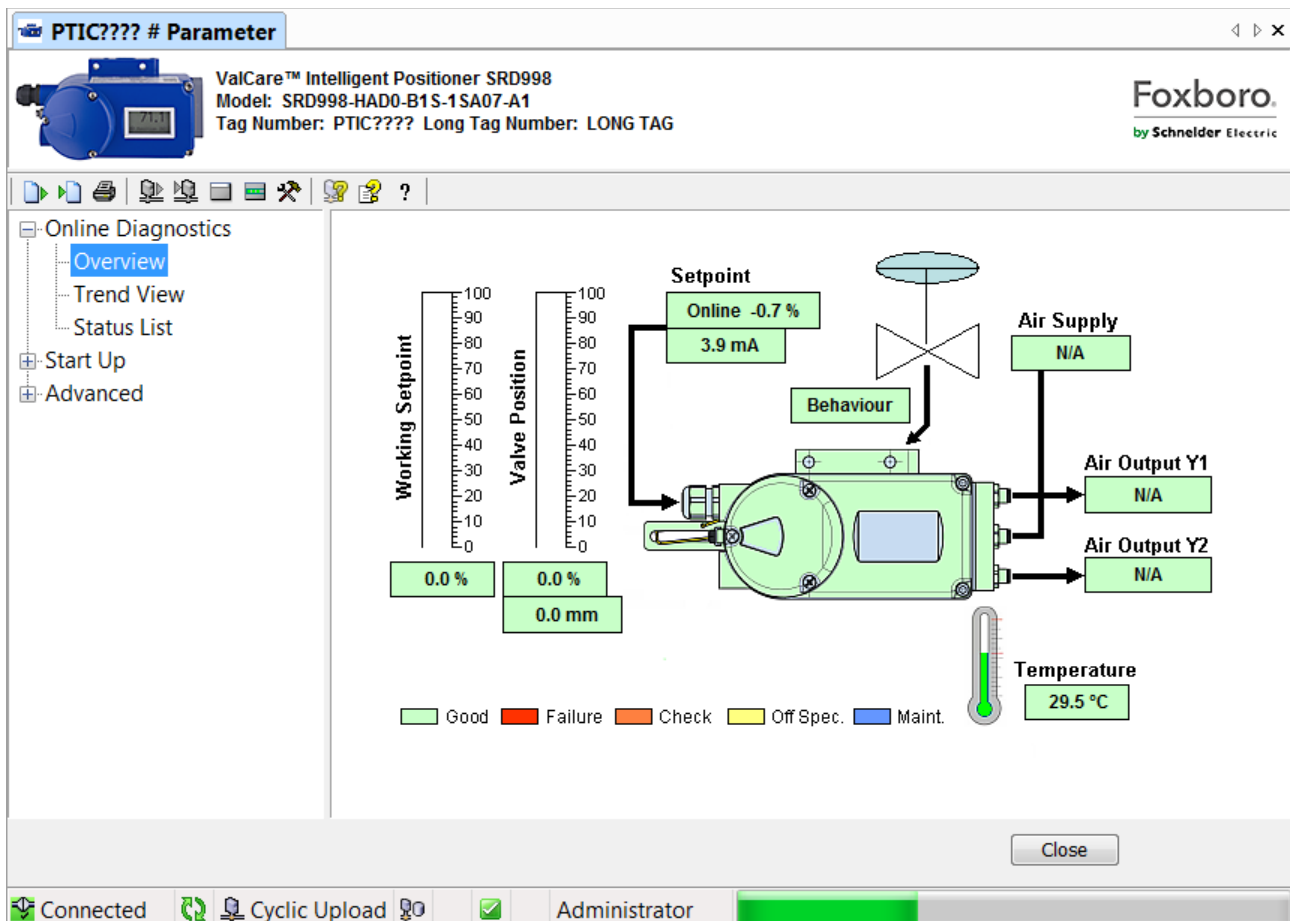 PTIC???? # Parameter
ValCare™ Intelligent Positioner SRD998
Model: SRD998-HAD0-B1S-1SA07-A1
Tag Number: PTIC???? Long Tag Number: LONG TAG
71.1
Foxboro.
by Schneider Electric
?
Online Diagnostics
Overview
Trend View
Status List
Start Up
Advanced
Working Setpoint
100
90
80
70
60
50
40
30
20
10
0
0.0 %
Valve Position
100
90
80
70
60
50
40
30
20
10
0
0.0 %
0.0 mm
Setpoint
Online -0.7 %
3.9 mA
Behaviour
Air Supply
N/A
Air Output Y1
N/A
Air Output Y2
N/A
Temperature
29.5 °C
Good Failure Check Off Spec. Maint.
Close
Connected Cyclic Upload Administrator